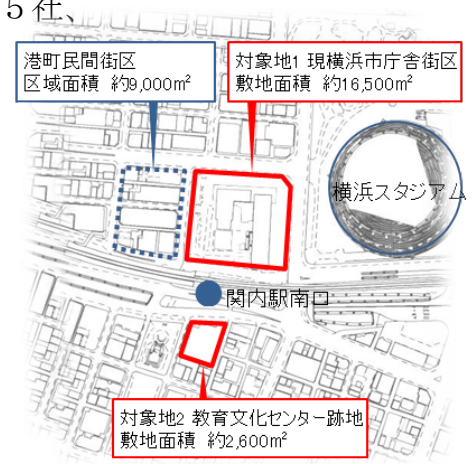 5社、
港町民間街区
区域面積 約9,000m²
対象地1 現横浜市庁舎街区
敷地面積 約16,500m²
横浜スタジアム
関内駅南口
対象地2 教育文化センター跡地
敷地面積 約2,600m²